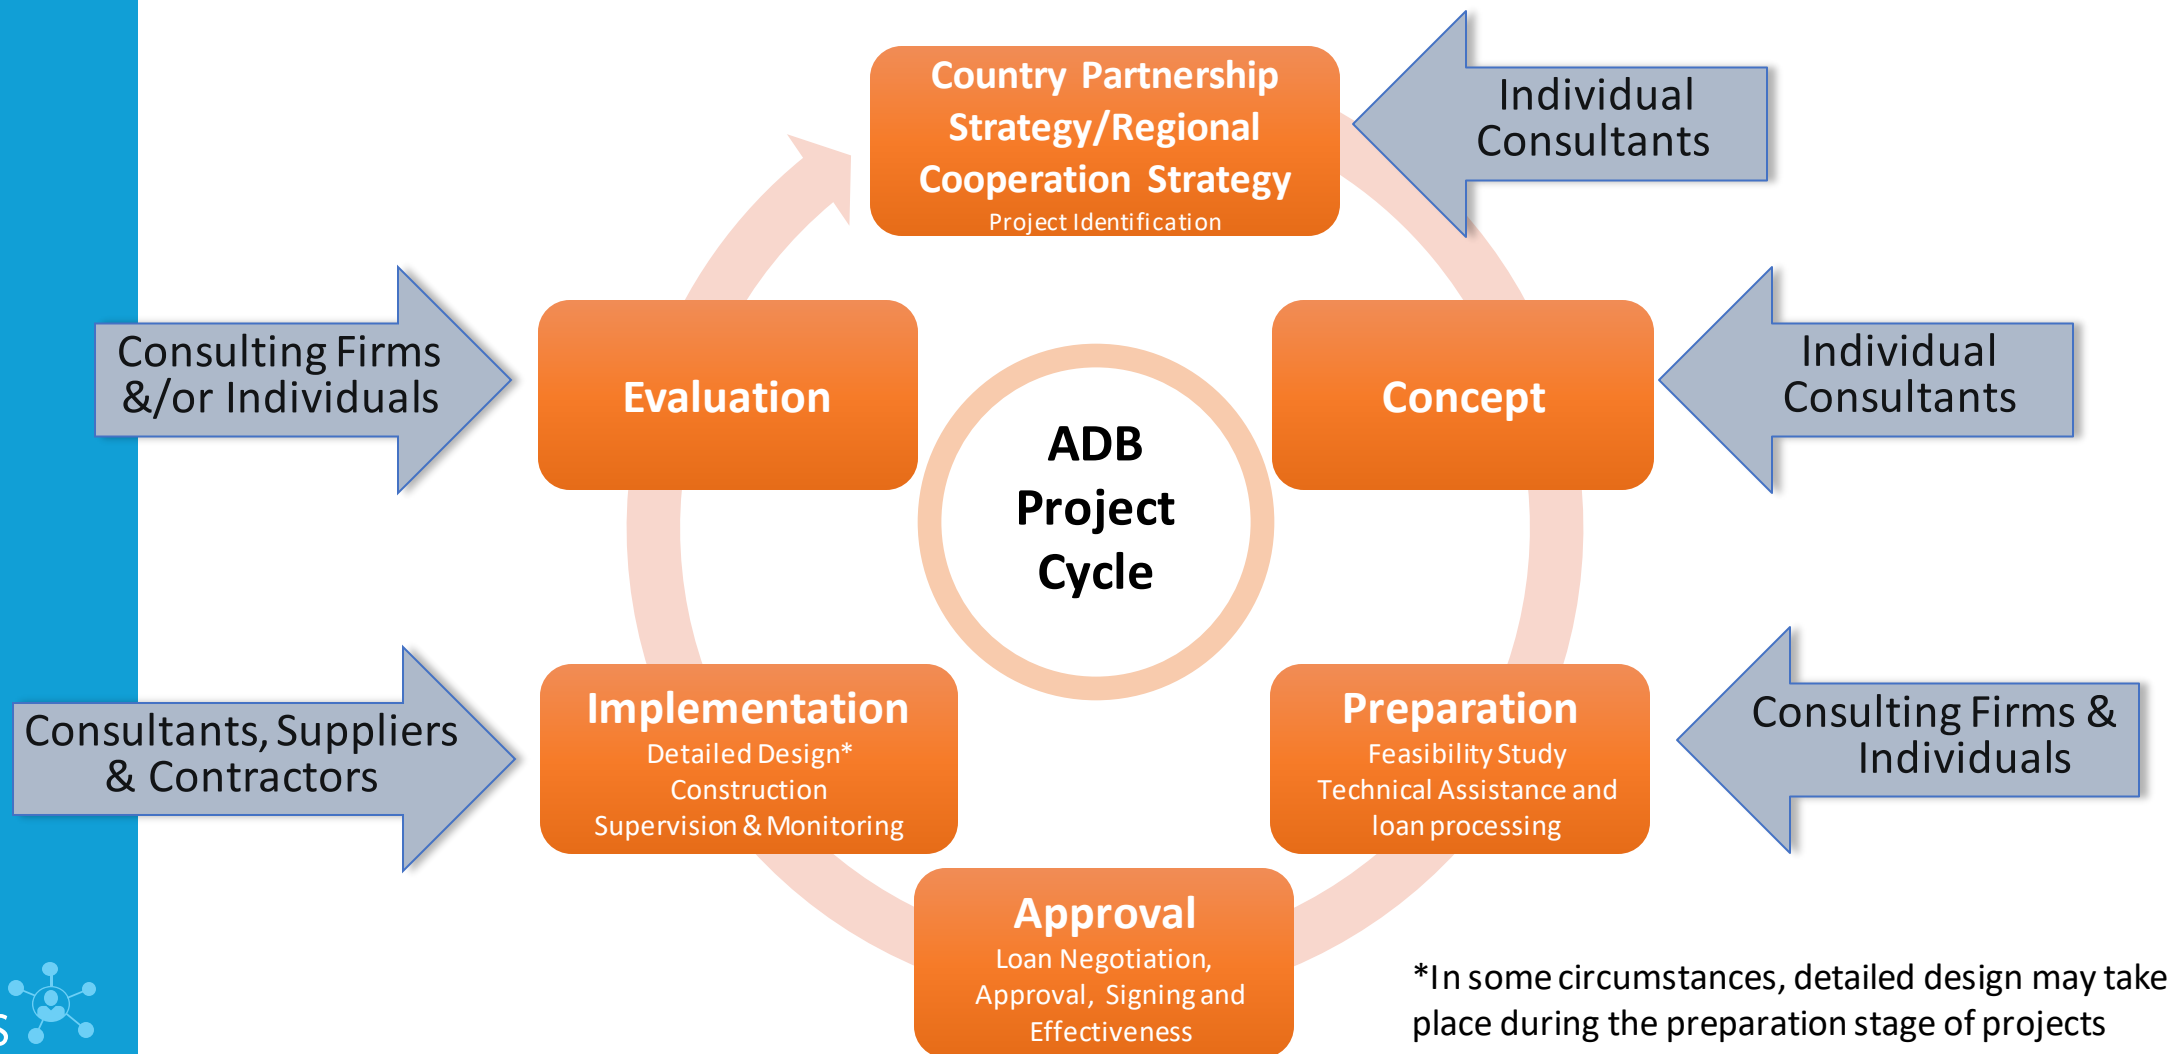 Country Partnership
Strategy/Regional
Cooperation Strategy
Project Identification
Individual
Consultants
Consulting Firms
&/or Individuals
Evaluation
Concept
Individual
Consultants
ADB
Project
Cycle
Consultants, Suppliers
& Contractors
Implementation
Detailed Design*
Construction
Supervision & Monitoring
Preparation
Feasibility Study
Technical Assistance and
loan processing
Consulting Firms &
Individuals
Approval
Loan Negotiation,
Approval, Signing and
Effectiveness
*In some circumstances, detailed design may take
place during the preparation stage of projects